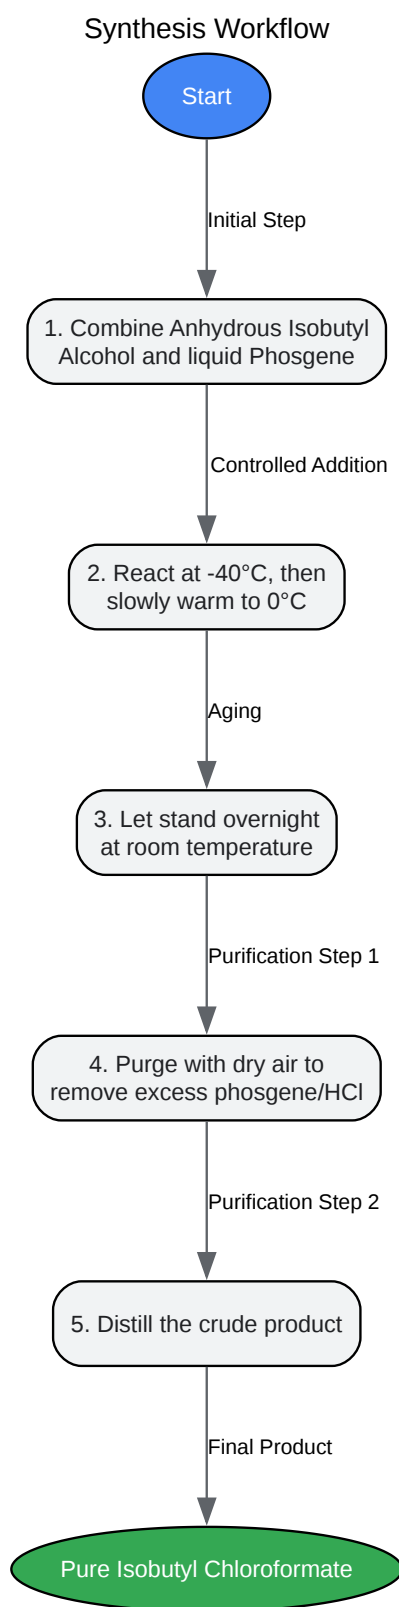 Synthesis Workflow
Start
Initial Step
1. Combine Anhydrous Isobutyl
Alcohol and liquid Phosgene
Controlled Addition
2. React at -40°C, then
slowly warm to 0°C
Aging
3. Let stand overnight
at room temperature
Purification Step 1
4. Purge with dry air to
remove excess phosgene/HCl
Purification Step 2
5. Distill the crude product
Final Product
Pure Isobutyl Chloroformate